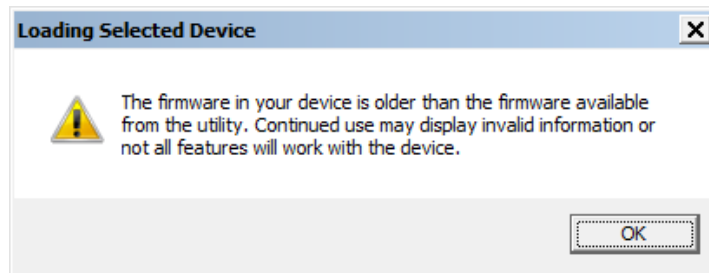 Loading Selected Device
The firmware in your device is older than the firmware available
from the utility. Continued use may display invalid information or
not all features will work with the device.
OK